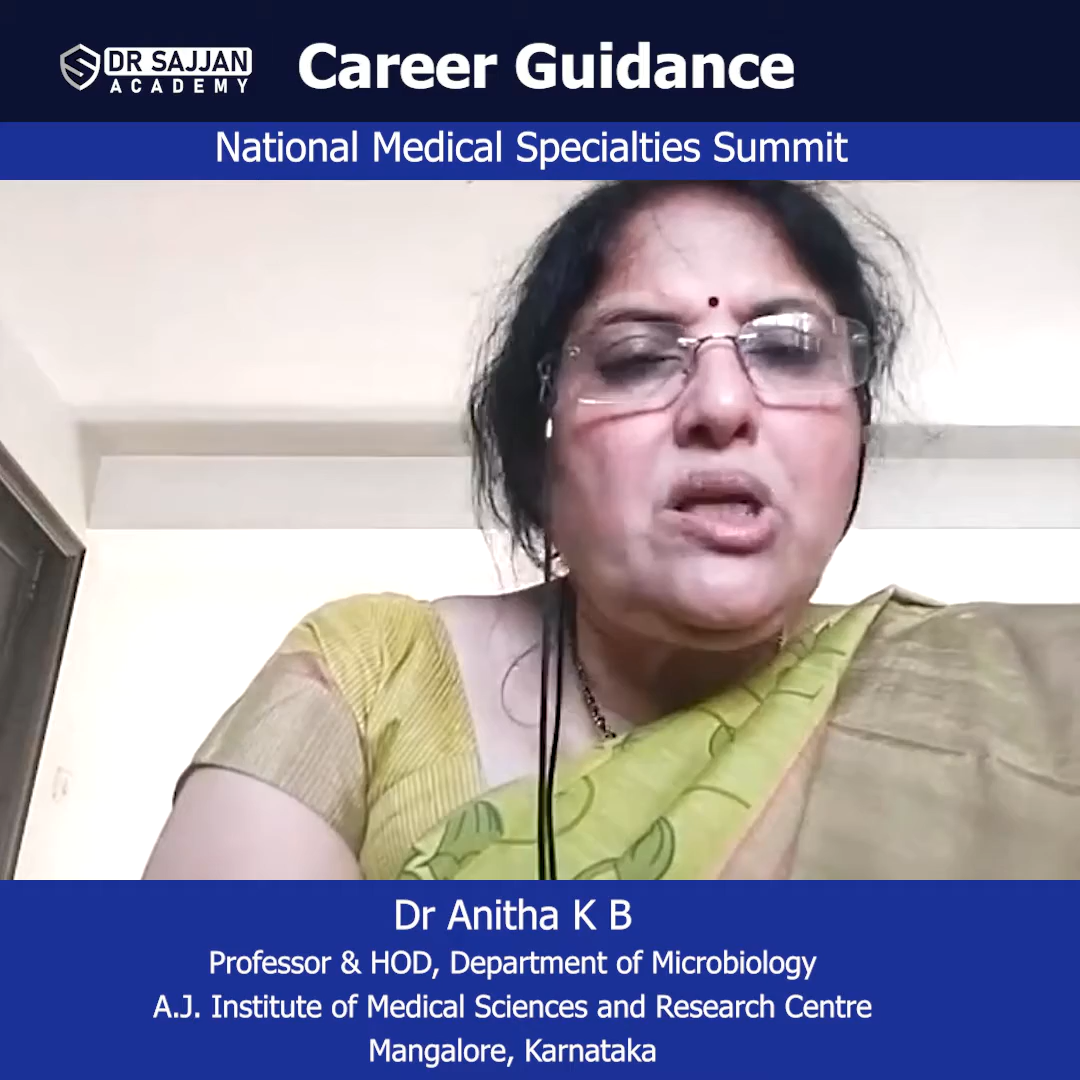 DR SAJJAN
ACADEMY
Career Guidance
National Medical Specialties Summit
Dr Anitha K B
Professor & HOD, Department of Microbiology
A.J. Institute of Medical Sciences and Research Centre
Mangalore, Karnataka